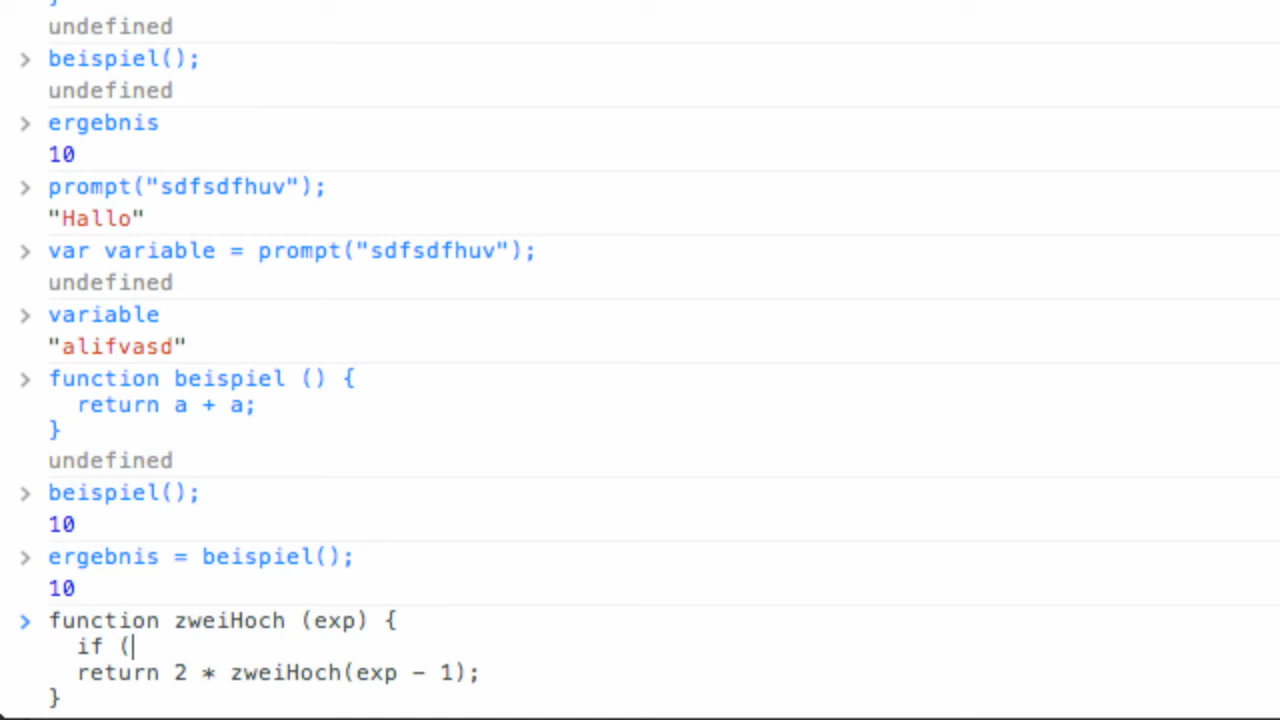 }
undefined
> beispiel();
undefined
> ergebnis
10
> prompt("sdfsdfhuv");
"Hallo"
> var variable = prompt("sdfsdfhuv");
undefined
> variable
"alifvasd"
> function beispiel () {
  return a + a;
}
undefined
> beispiel();
10
> ergebnis = beispiel();
10
> function zweiHoch (exp) {
  if (
  return 2 * zweiHoch(exp - 1);
}